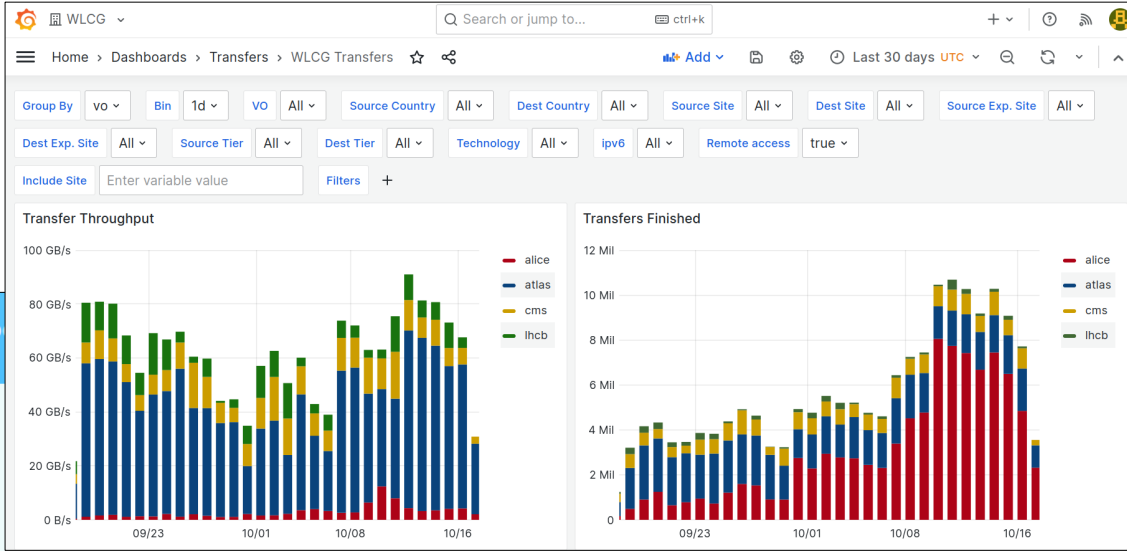 WLCG
Search or jump to... ctrl+k
Home > Dashboards > Transfers > WLCG Transfers
Add
Last 30 days UTC
Group By vo Bin 1d VO All Source Country All Dest Country All Source Site All Dest Site All Source Exp. Site All
Dest Exp. Site All Source Tier All Dest Tier All Technology All ipv6 All Remote access true
Include Site Enter variable value Filters +
Transfer Throughput
100 GB/s
80 GB/s
60 GB/s
40 GB/s
20 GB/s
0 B/s
09/23 10/01 10/08 10/16
alice
atlas
cms
lhcb
Transfers Finished
12 Mil
10 Mil
8 Mil
6 Mil
4 Mil
2 Mil
0
09/23 10/01 10/08 10/16
alice
atlas
cms
lhcb